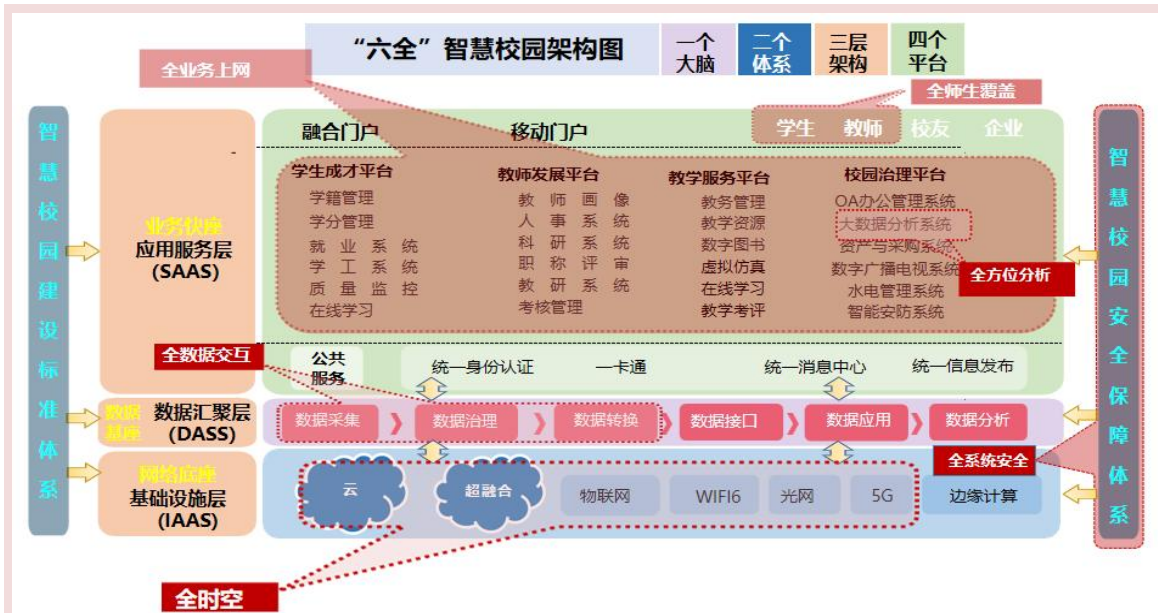 “六全”智慧校园架构图
一个
大脑
二个
体系
三层
架构
四个
平台
全业务上网
全师生覆盖
智慧校园建设标准体系
业务快座
应用服务层
(SAAS)
融合门户
移动门户
学生
教师
校友
企业
学生成才平台
学籍管理
学分管理
就业系统
学工系统
质量监控
在线学习
教师发展平台
教师画像
人事系统
科研系统
职称评审
教研系统
考核管理
教学服务平台
教务管理
教学资源
数字图书
虚拟仿真
在线学习
教学考评
校园治理平台
OA办公管理系统
大数据分析系统
资产与采购系统
数字广播电视系统
水电管理系统
智能安防系统
全方位分析
全数据交互
公共
服务
统一身份认证
一卡通
统一消息中心
统一信息发布
数据
基座
数据汇聚层
(DASS)
数据采集
数据治理
数据转换
数据接口
数据应用
数据分析
全系统安全
网络底座
基础设施层
(IAAS)
云
超融合
物联网
WIFI6
光网
5G
边缘计算
全时空
智慧校园安全保障体系